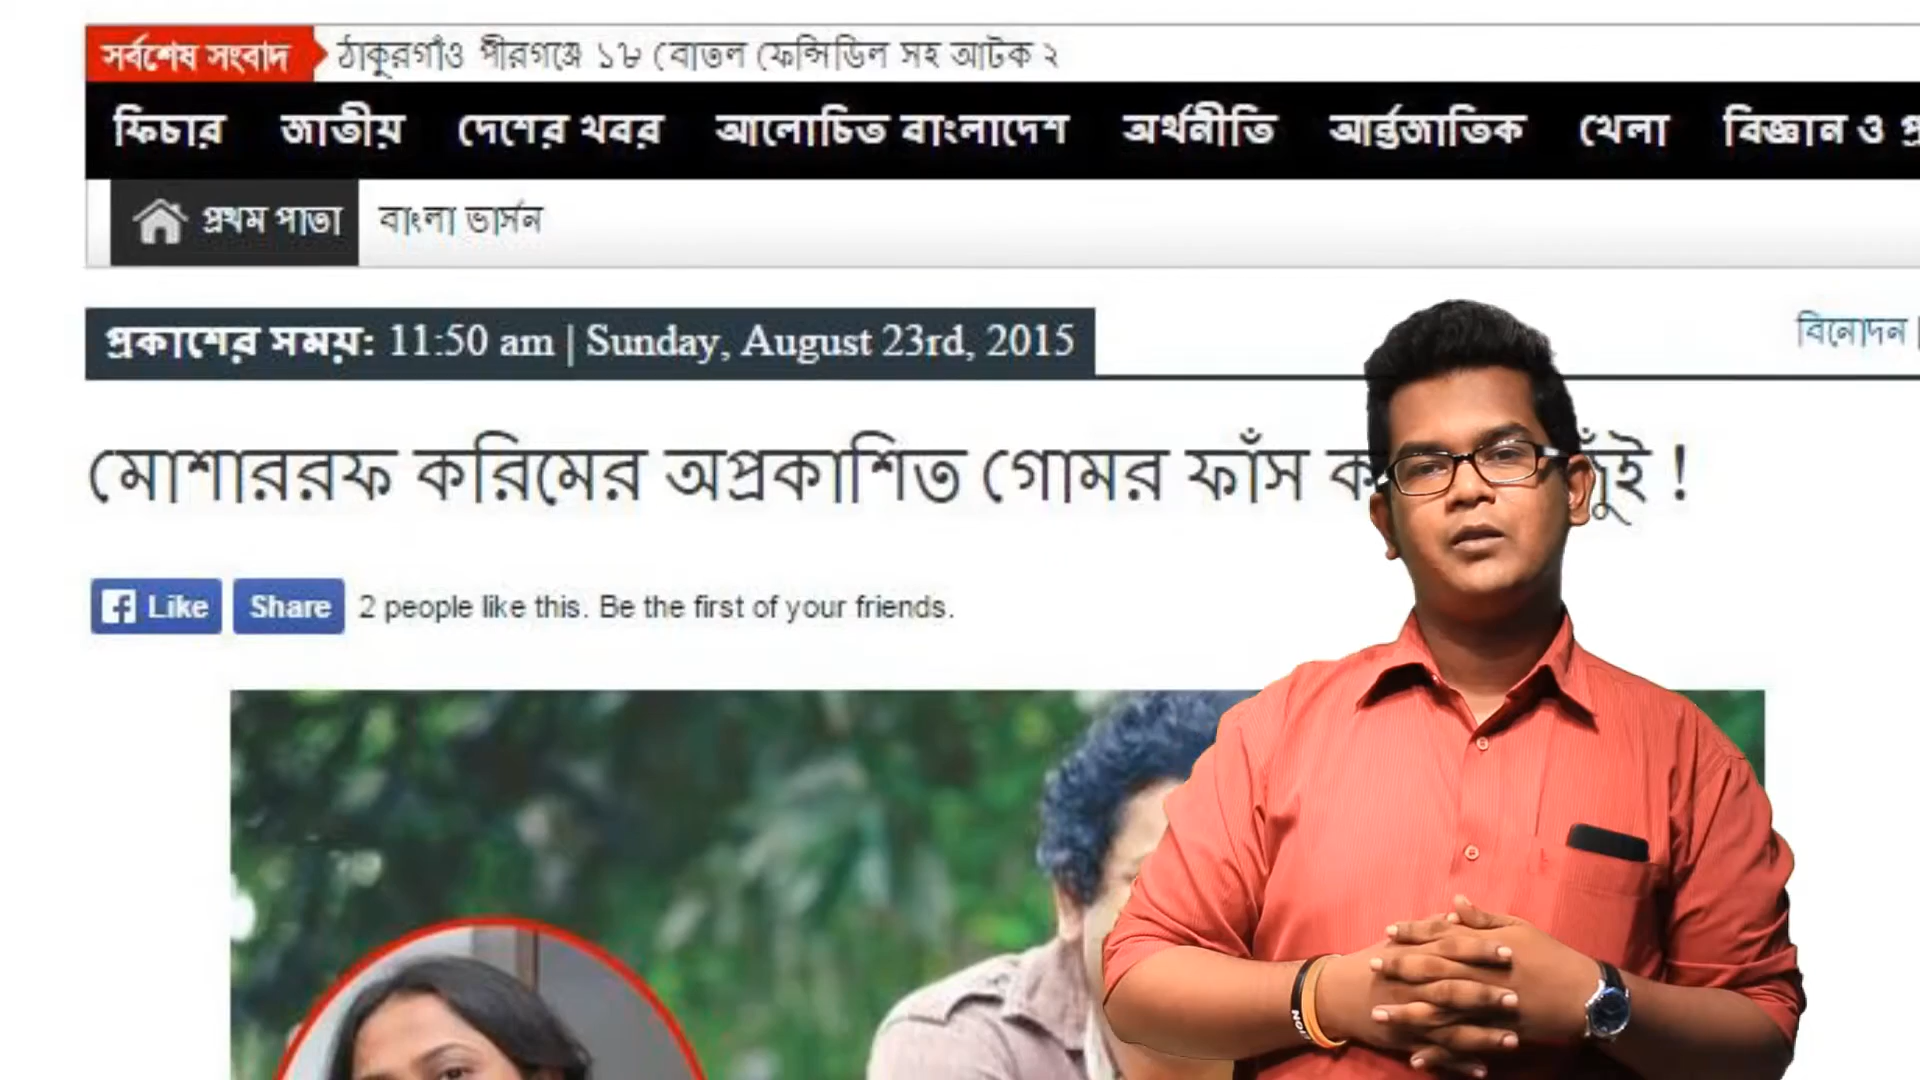 সর্বশেষ সংবাদ ঠাকুরগাঁও পীরগঞ্জে ১৮ বোতল ফেন্সিডিল সহ আটক ২
ফিচার জাতীয় দেশের খবর আলোচিত বাংলাদেশ অর্থনীতি আর্ন্তজাতিক খেলা বিজ্ঞান ও
প্রথম পাতা বাংলা ভার্সন
প্রকাশের সময়: 11:50 am | Sunday, August 23rd, 2015
বিনোদন |
মোশাররফ করিমের অপ্রকাশিত গোমর ফাঁস !
Like Share 2 people like this. Be the first of your friends.